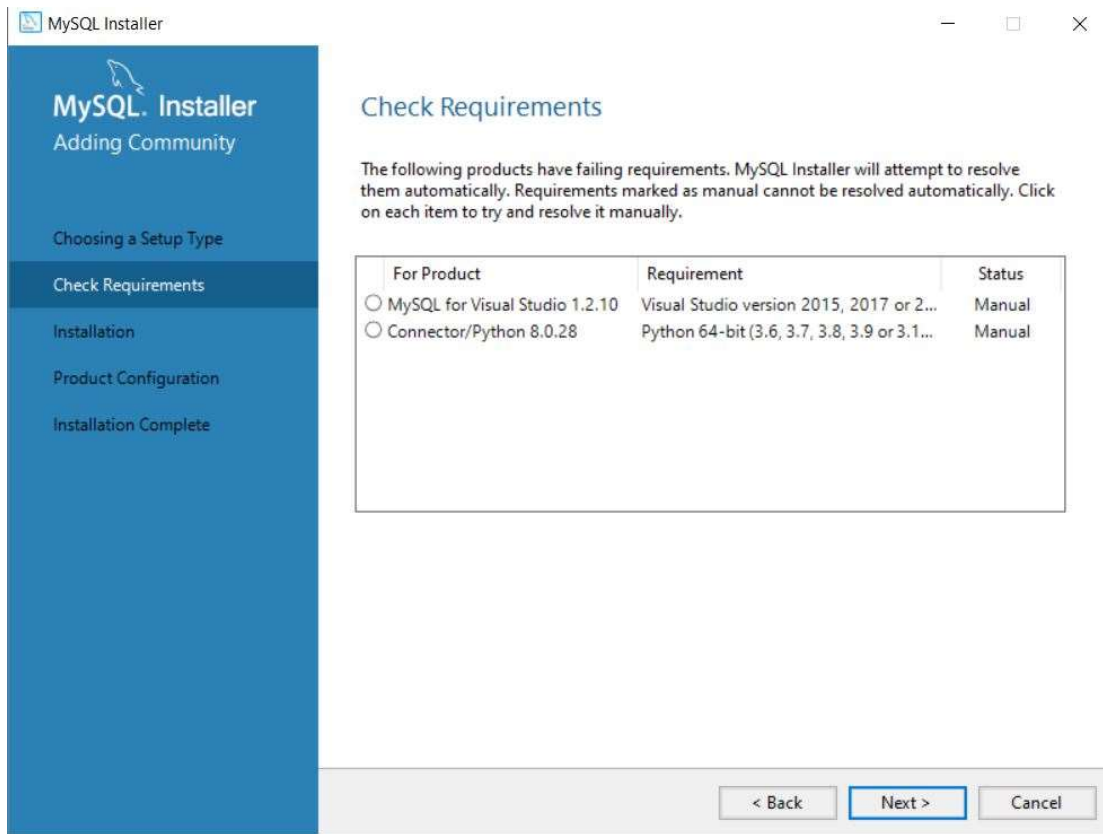 MySQL Installer
MySQL. Installer
Adding Community
Choosing a Setup Type
Check Requirements
Installation
Product Configuration
Installation Complete
Check Requirements
The following products have failing requirements. MySQL Installer will attempt to resolve
them automatically. Requirements marked as manual cannot be resolved automatically. Click
on each item to try and resolve it manually.
For Product Requirement Status
MySQL for Visual Studio 1.2.10 Visual Studio version 2015, 2017 or 2... Manual
Connector/Python 8.0.28 Python 64-bit (3.6, 3.7, 3.8, 3.9 or 3.1... Manual
< Back Next > Cancel